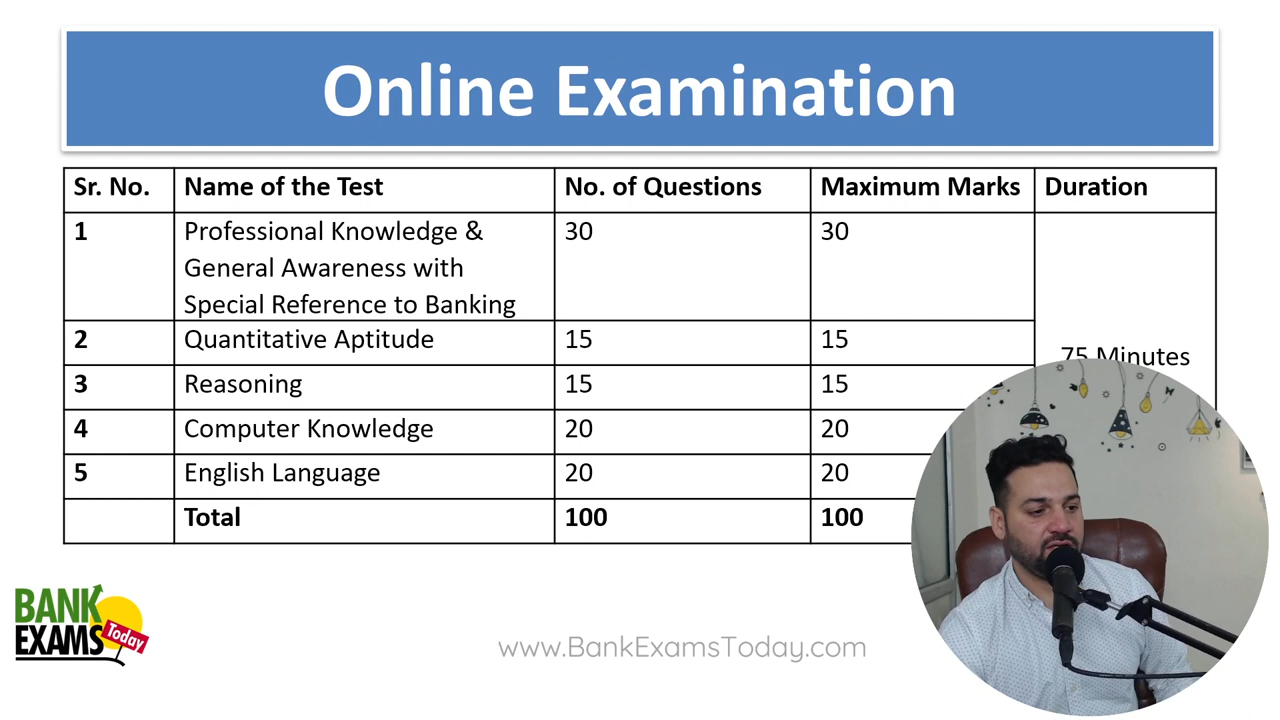 Online Examination
Sr. No. Name of the Test No. of Questions Maximum Marks Duration
1 Professional Knowledge & 30 30
General Awareness with
Special Reference to Banking
2 Quantitative Aptitude 15 15
75 Minutes
3 Reasoning 15 15
4 Computer Knowledge 20 20
5 English Language 20 20
Total 100 100
BANK
EXAMS Today
www.BankExamsToday.com